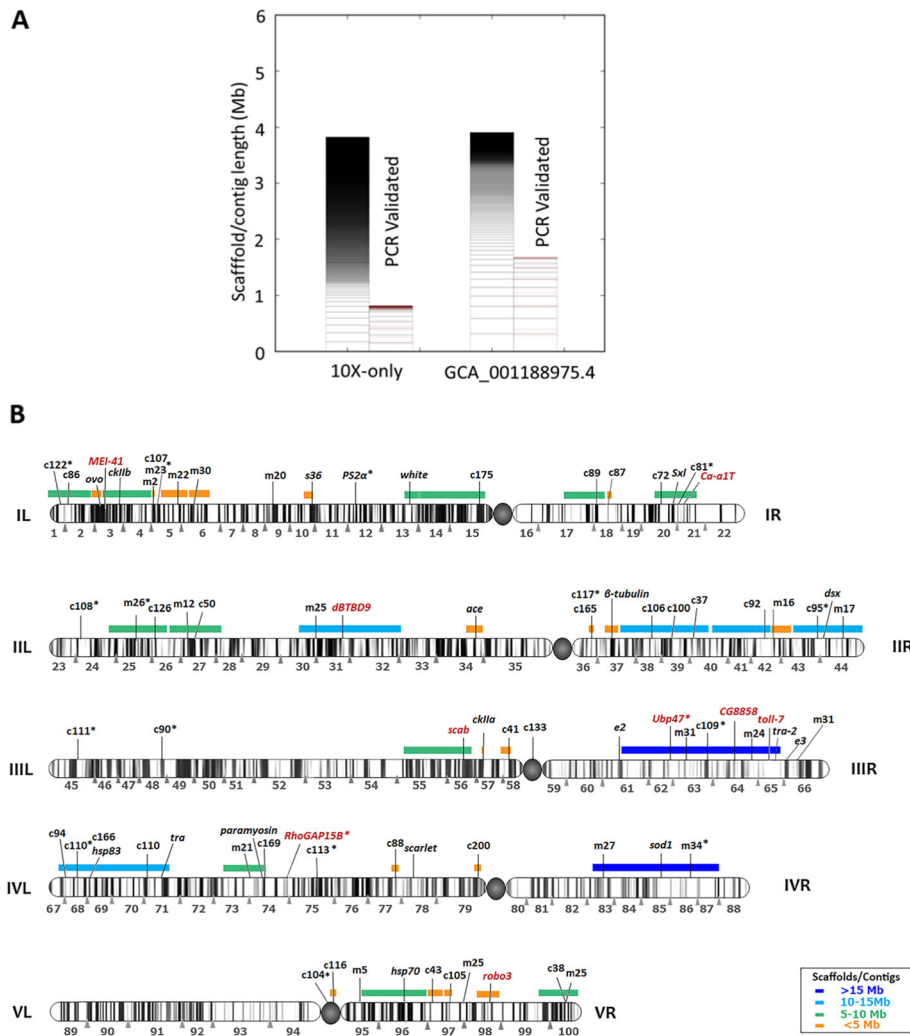 A
6
5
4
3
2
1
0
Scafffold/contig length (Mb)
PCR Validated
PCR Validated
10X-only
GCA_001188975.4
B
c122* c86 MEI-41 ovo ckIIb c107 m23* m2 m22 m30 m20 s36 PS2α* white c175 c89 c87 c72 Sxl c81* Ca-a1T
IL IR
1 2 3 4 5 6 7 8 9 10 11 12 13 14 15 16 17 18 19 20 21 22
c108* m26* c126 m12 c50 m25 dBTBD9 ace c117* c165 β-tubulin c106 c100 c37 c92 m16 c95* dsx m17
IIL IIR
23 24 25 26 27 28 29 30 31 32 33 34 35 36 37 38 39 40 41 42 43 44
c111* c90* scab ckIIa c41 c133 e2 Ubp47* m31 c109* CG8858 m24 toll-7 tra-2 e3 m31
IIIL IIIR
45 46 47 48 49 50 51 52 53 54 55 56 57 58 59 60 61 62 63 64 65 66
c94 c110* c166 hsp83 c110 tra paramyosin m21 c169 RhoGAP15B* c113* c88 scarlet c200 m27 sod1 m34*
IVL IVR
67 68 69 70 71 72 73 74 75 76 77 78 79 80 81 82 83 84 85 86 87 88
c104* c116 m5 hsp70 c43 c105 m25 robo3 c38 m25
VL VR
89 90 91 92 93 94 95 96 97 98 99 100
Scaffolds/Contigs
>15 Mb
10-15Mb
5-10 Mb
<5 Mb